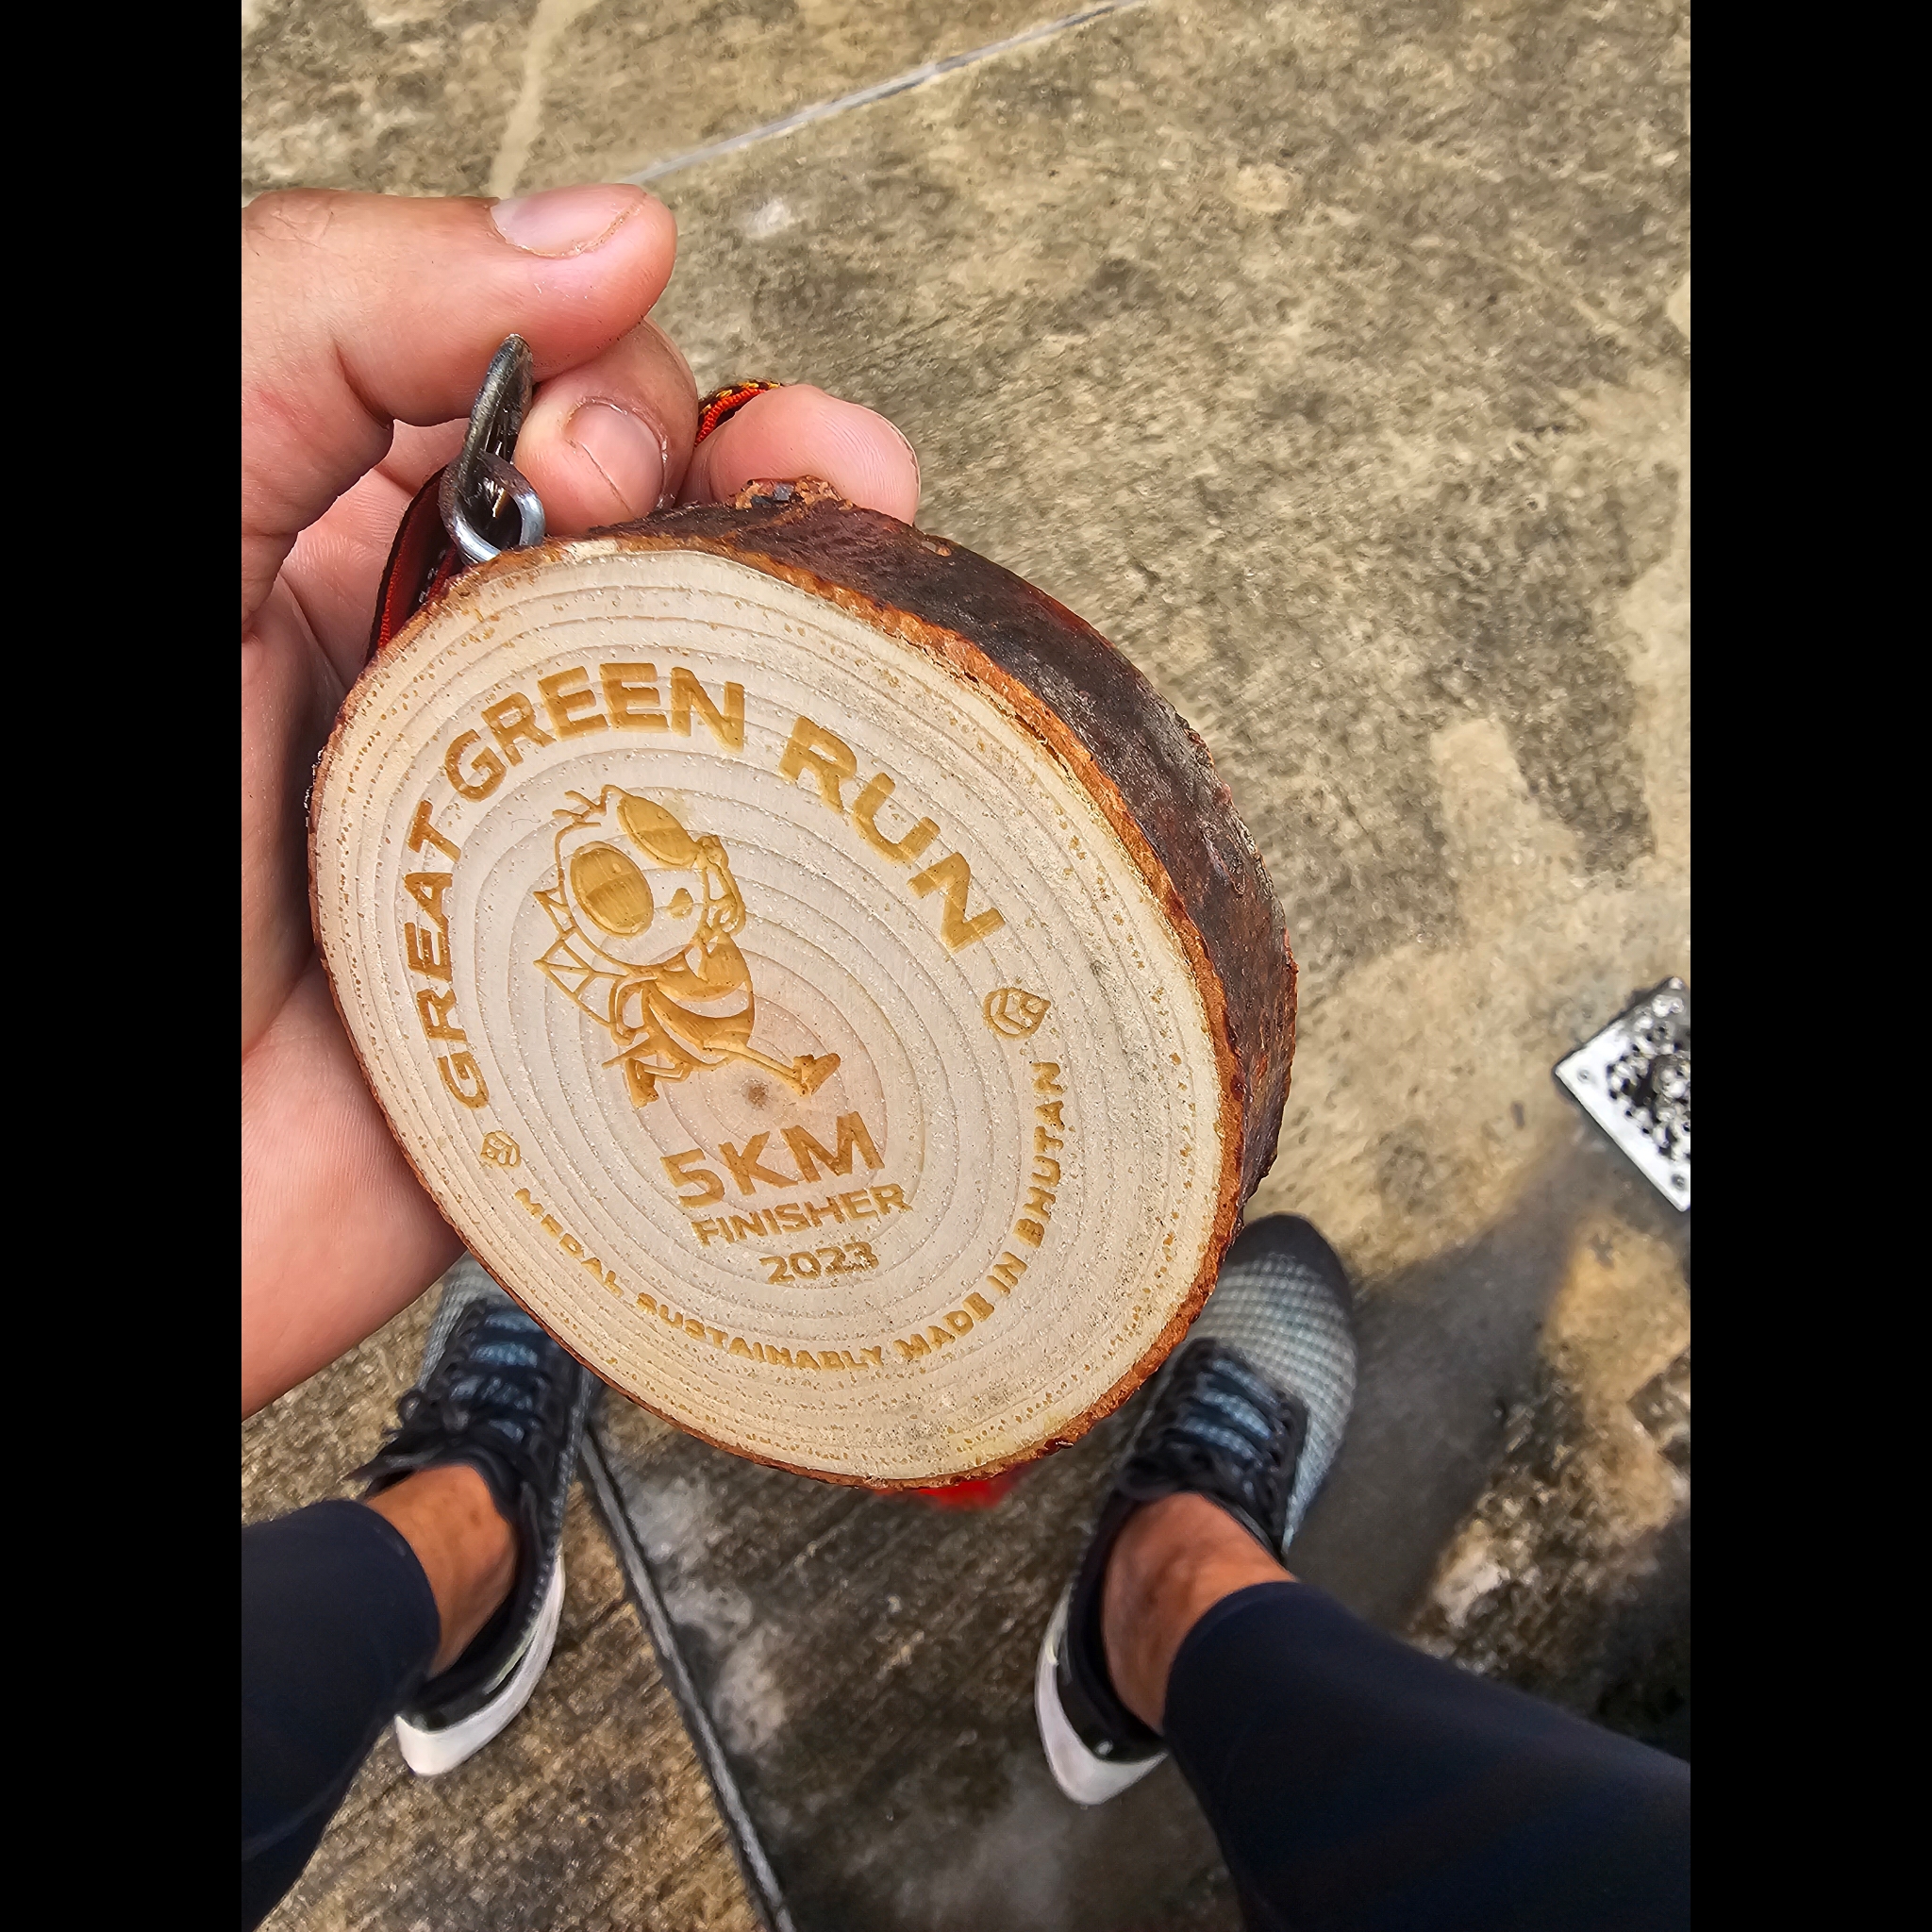 GREAT GREEN RUN
5KM
FINISHER
2023
MEDAL SUSTAINABLY MADE IN BHUTAN